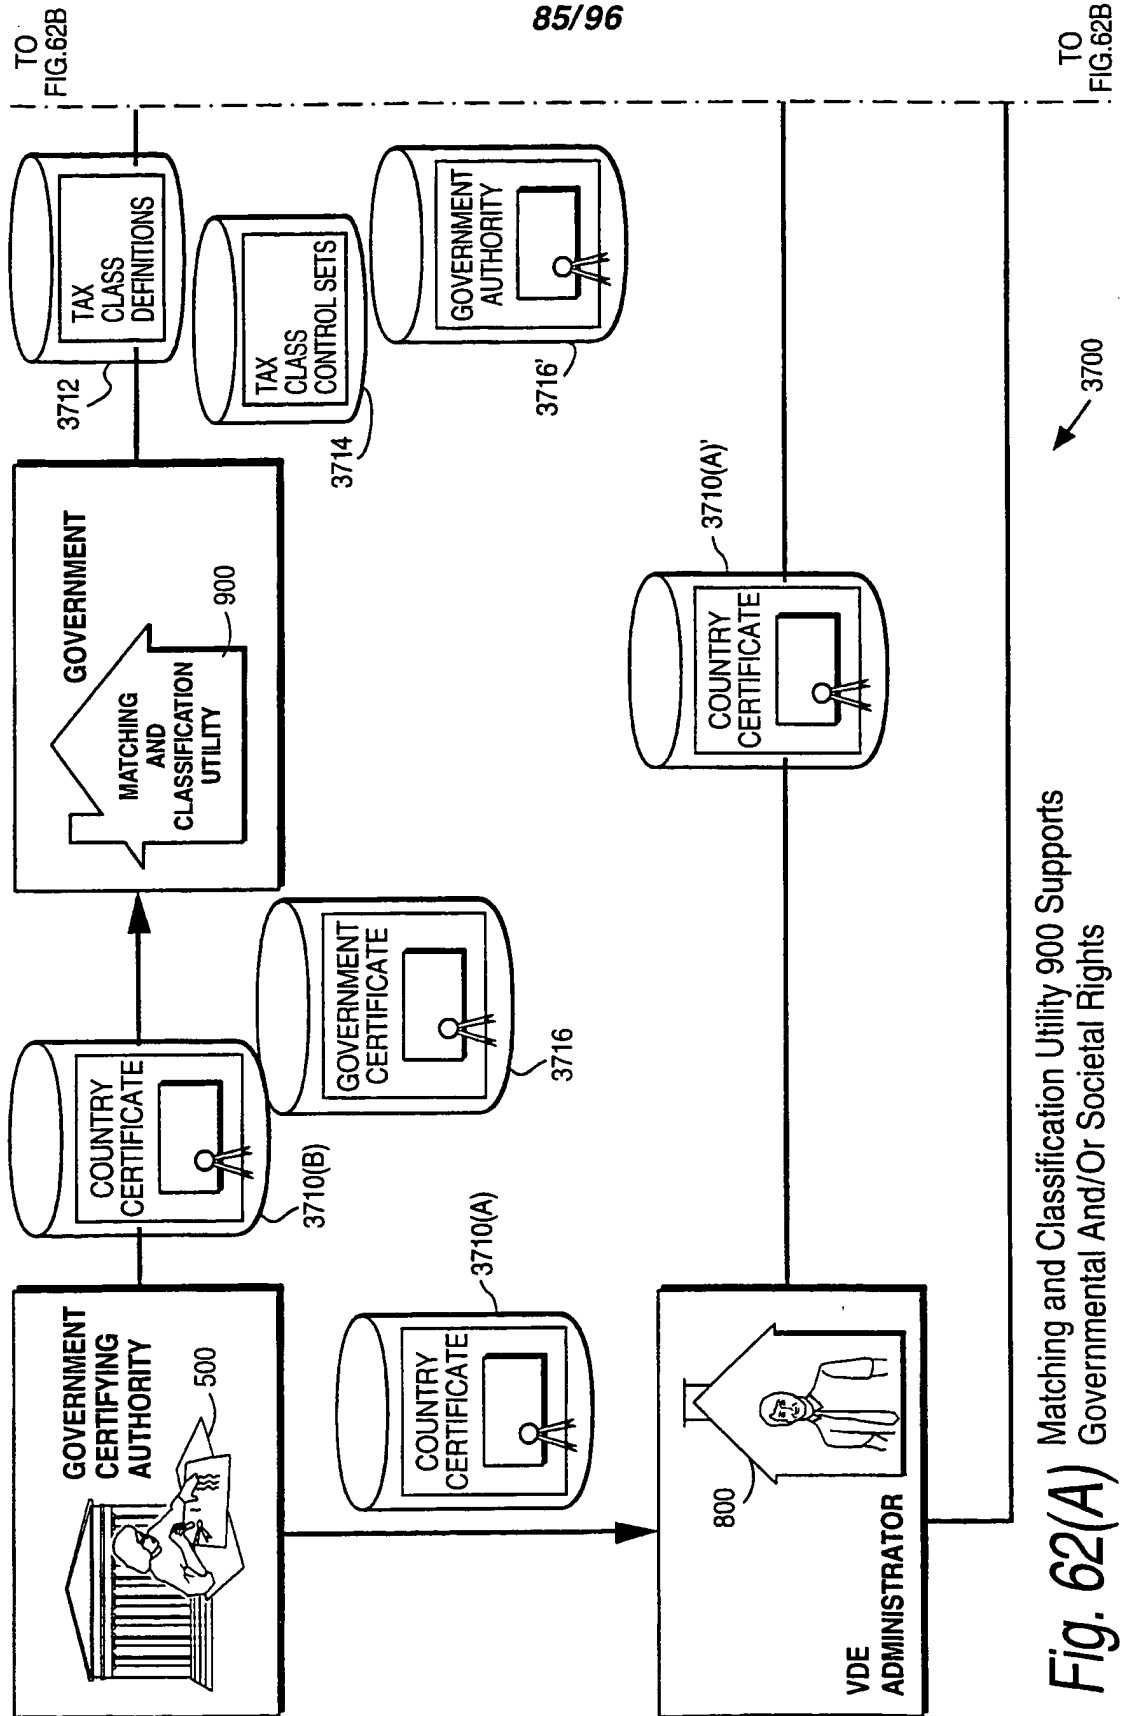 85/96
GOVERNMENT
CERTIFYING
AUTHORITY
500
COUNTRY
CERTIFICATE
3710(B)
GOVERNMENT
CERTIFICATE
3716
GOVERNMENT
MATCHING
AND
CLASSIFICATION
UTILITY
900
TAX
CLASS
DEFINITIONS
3712
TAX
CLASS
CONTROL SETS
3714
GOVERNMENT
AUTHORITY
3716'
TO
FIG.62B
COUNTRY
CERTIFICATE
3710(A)
VDE
ADMINISTRATOR
800
COUNTRY
CERTIFICATE
3710(A)'
3700
TO
FIG.62B
Fig. 62(A) Matching and Classification Utility 900 Supports
Governmental And/Or Societal Rights